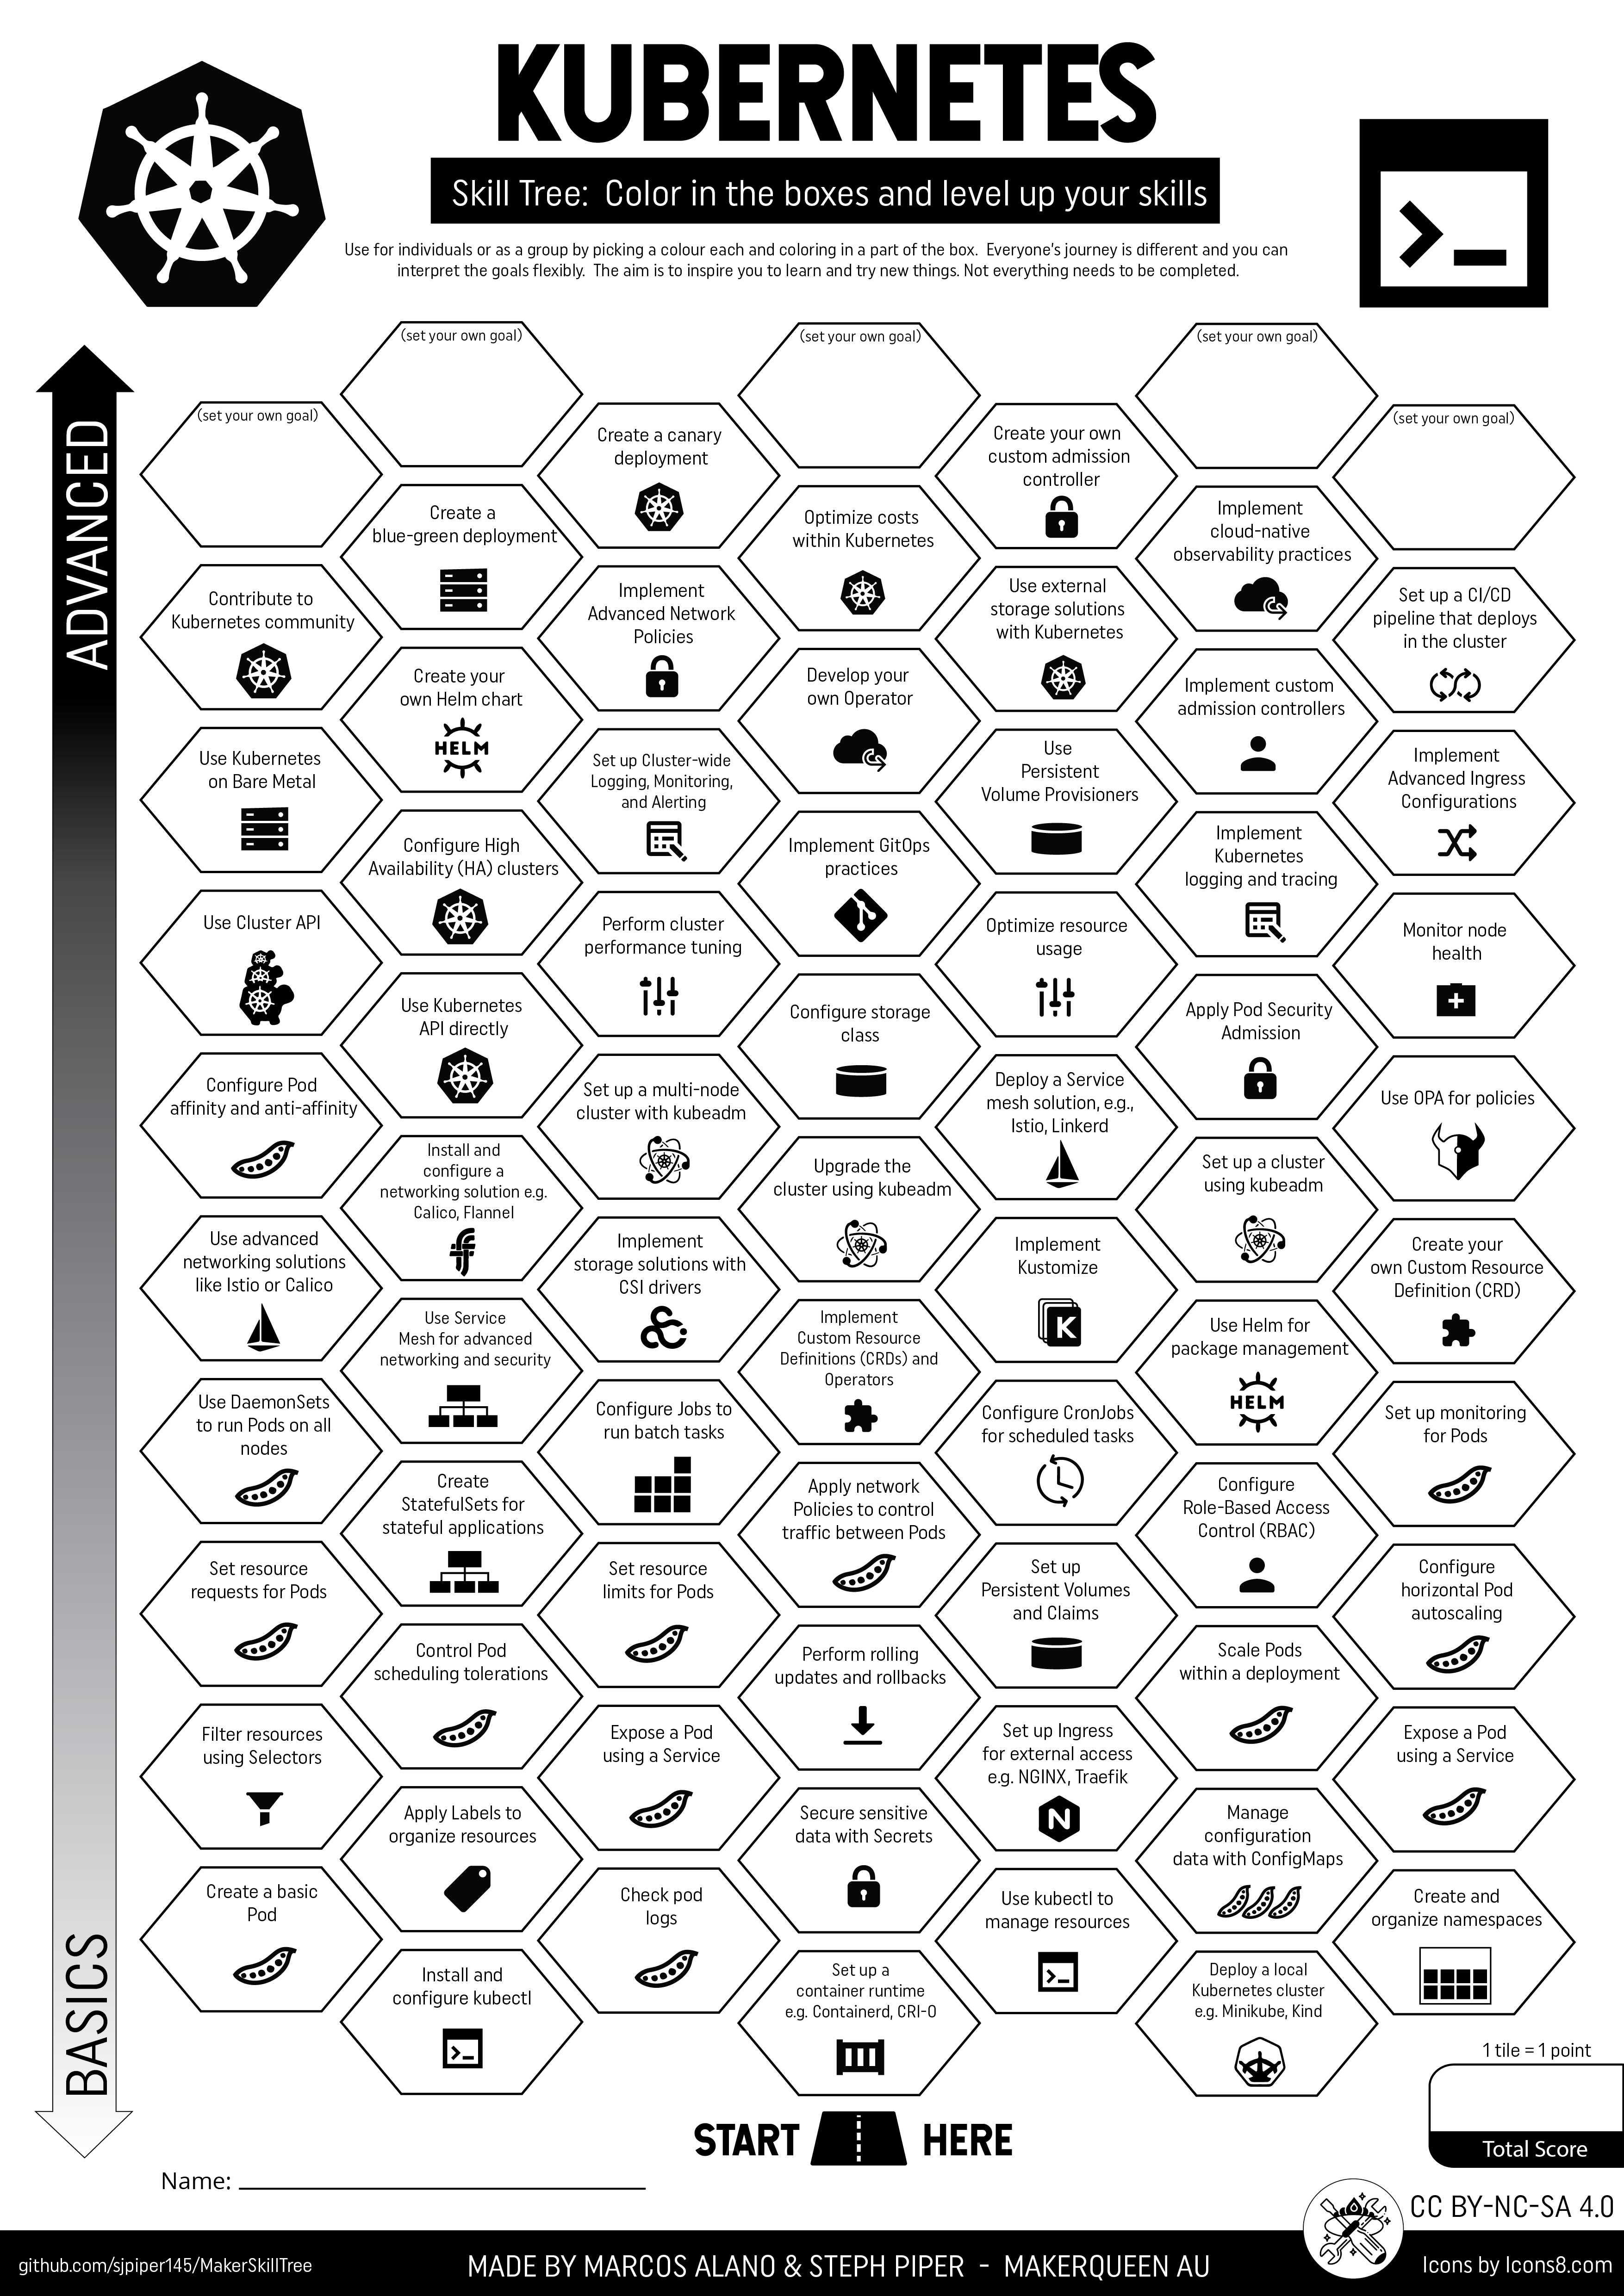 KUBERNETES
Skill Tree: Color in the boxes and level up your skills
Use for individuals or as a group by picking a colour each and coloring in a part of the box. Everyone's journey is different and you can
interpret the goals flexibly. The aim is to inspire you to learn and try new things. Not everything needs to be completed.
ADVANCED
BASICS
(set your own goal)
(set your own goal)
(set your own goal)
(set your own goal)
(set your own goal)
Create a canary
deployment
Create your own
custom admission
controller
Create a
blue-green deployment
Optimize costs
within Kubernetes
Implement
cloud-native
observability practices
Contribute to
Kubernetes community
Implement
Advanced Network
Policies
Use external
storage solutions
with Kubernetes
Set up a CI/CD
pipeline that deploys
in the cluster
Create your
own Helm chart
HELM
Develop your
own Operator
Implement custom
admission controllers
Use Kubernetes
on Bare Metal
Set up Cluster-wide
Logging, Monitoring,
and Alerting
Use
Persistent
Volume Provisioners
Implement
Advanced Ingress
Configurations
Configure High
Availability (HA) clusters
Implement GitOps
practices
Implement
Kubernetes
logging and tracing
Use Cluster API
Perform cluster
performance tuning
Optimize resource
usage
Monitor node
health
Use Kubernetes
API directly
Configure storage
class
Apply Pod Security
Admission
Configure Pod
affinity and anti-affinity
Set up a multi-node
cluster with kubeadm
Deploy a Service
mesh solution, e.g.,
Istio, Linkerd
Use OPA for policies
Install and
configure a
networking solution e.g.
Calico, Flannel
Upgrade the
cluster using kubeadm
Set up a cluster
using kubeadm
Use advanced
networking solutions
like Istio or Calico
Implement
storage solutions with
CSI drivers
Implement
Kustomize
K
Create your
own Custom Resource
Definition (CRD)
Use Service
Mesh for advanced
networking and security
Implement
Custom Resource
Definitions (CRDs) and
Operators
Use Helm for
package management
HELM
Use DaemonSets
to run Pods on all
nodes
Configure Jobs to
run batch tasks
Configure CronJobs
for scheduled tasks
Set up monitoring
for Pods
Create
StatefulSets for
stateful applications
Apply network
Policies to control
traffic between Pods
Configure
Role-Based Access
Control (RBAC)
Set resource
requests for Pods
Set resource
limits for Pods
Set up
Persistent Volumes
and Claims
Configure
horizontal Pod
autoscaling
Control Pod
scheduling tolerations
Perform rolling
updates and rollbacks
Scale Pods
within a deployment
Filter resources
using Selectors
Expose a Pod
using a Service
Set up Ingress
for external access
e.g. NGINX, Traefik
N
Expose a Pod
using a Service
Apply Labels to
organize resources
Secure sensitive
data with Secrets
Manage
configuration
data with ConfigMaps
Create a basic
Pod
Check pod
logs
Use kubectl to
manage resources
Create and
organize namespaces
Install and
configure kubectl
Set up a
container runtime
e.g. Containerd, CRI-O
Deploy a local
Kubernetes cluster
e.g. Minikube, Kind
1 tile = 1 point
Total Score
START HERE
Name:
CC BY-NC-SA 4.0
github.com/sjpiper145/MakerSkillTree
MADE BY MARCOS ALANO & STEPH PIPER - MAKERQUEEN AU
Icons by Icons8.com